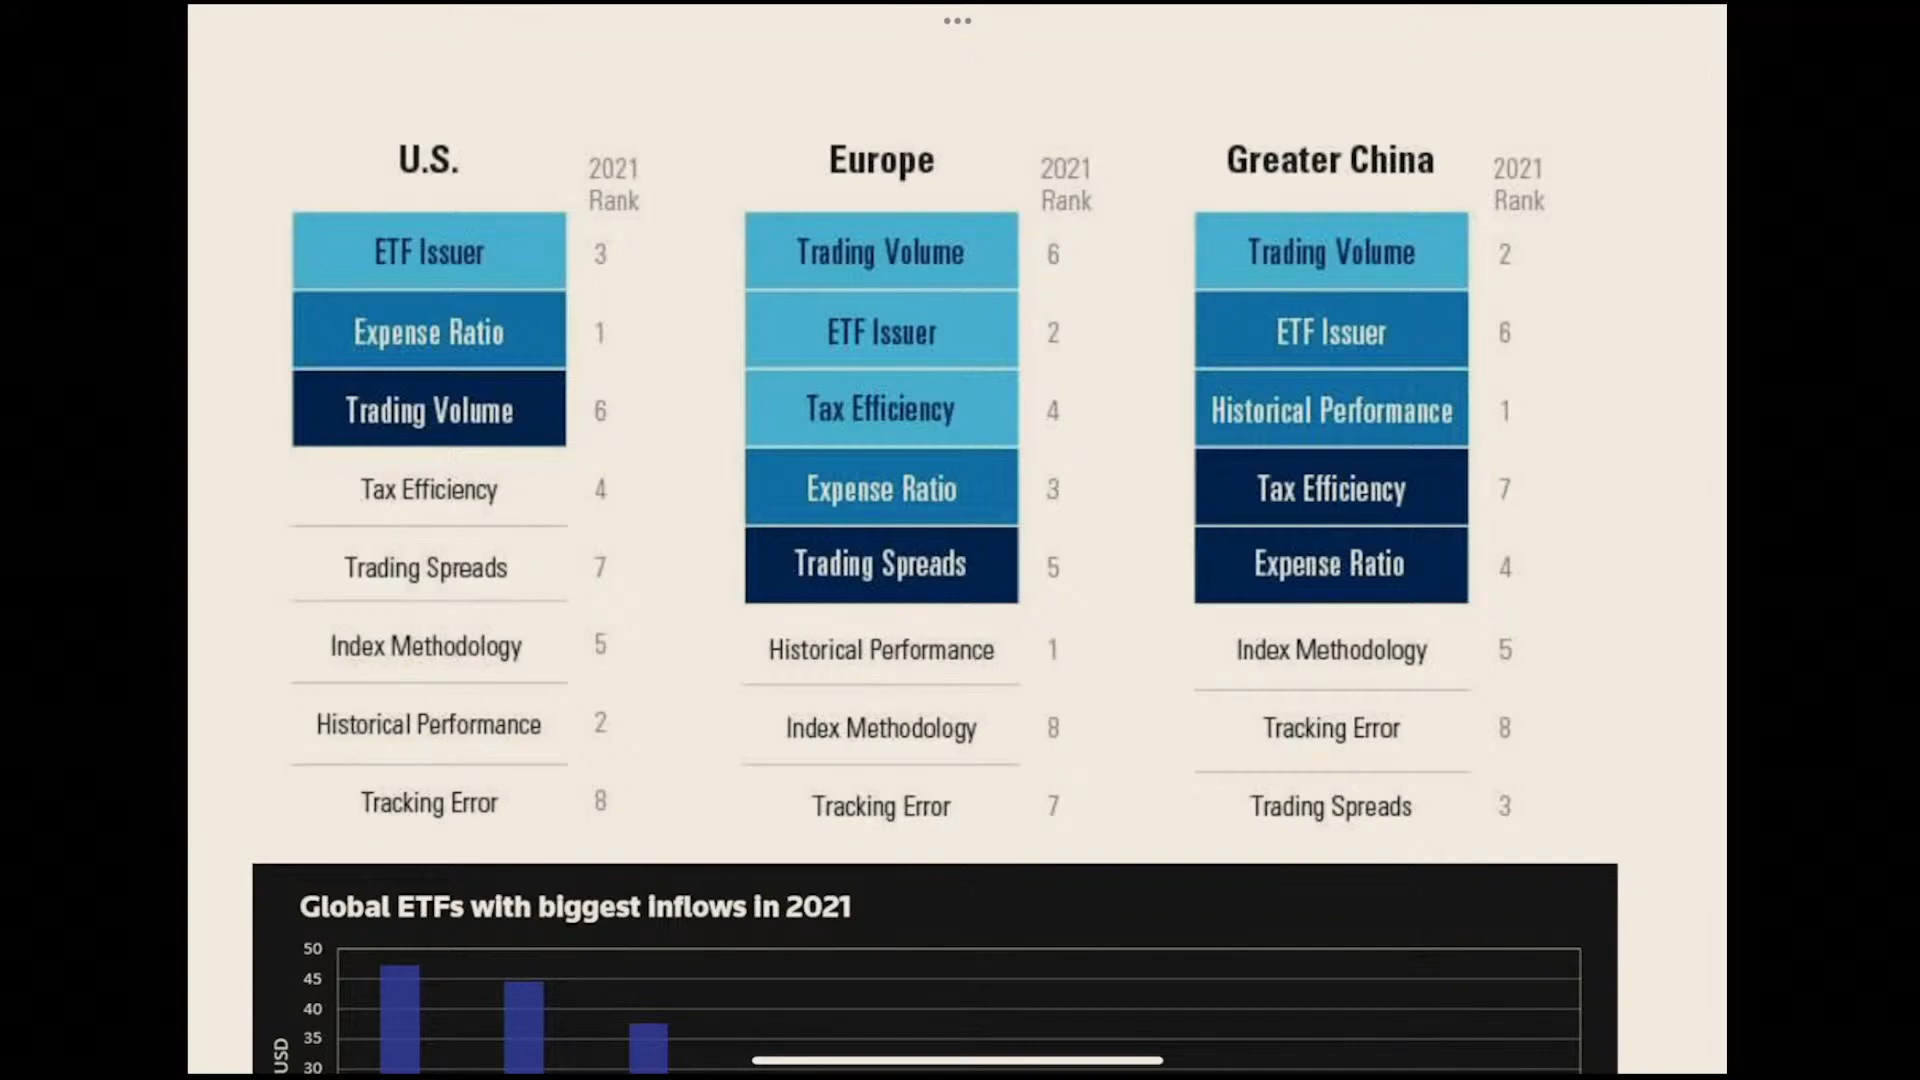 U.S.
2021
Rank
ETF Issuer 3
Expense Ratio 1
Trading Volume 6
Tax Efficiency 4
Trading Spreads 7
Index Methodology 5
Historical Performance 2
Tracking Error 8
Europe
2021
Rank
Trading Volume 6
ETF Issuer 2
Tax Efficiency 4
Expense Ratio 3
Trading Spreads 5
Historical Performance 1
Index Methodology 8
Tracking Error 7
Greater China
2021
Rank
Trading Volume 2
ETF Issuer 6
Historical Performance 1
Tax Efficiency 7
Expense Ratio 4
Index Methodology 5
Tracking Error 8
Trading Spreads 3
Global ETFs with biggest inflows in 2021
50
45
40
35
30
USD